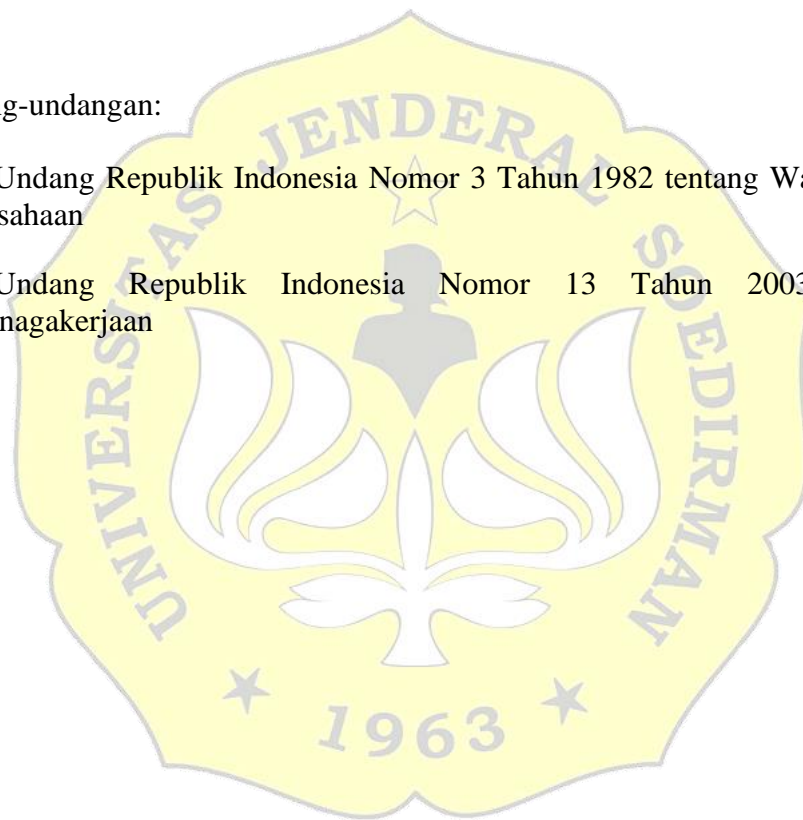 ng-undangan:
Undang Republik Indonesia Nomor 3 Tahun 1982 tentang Wa
sahaan
Undang Republik Indonesia Nomor 13 Tahun 2003
nagakerjaan
UNIVERSITAS JENDERAL SOEDIRMAN
1963